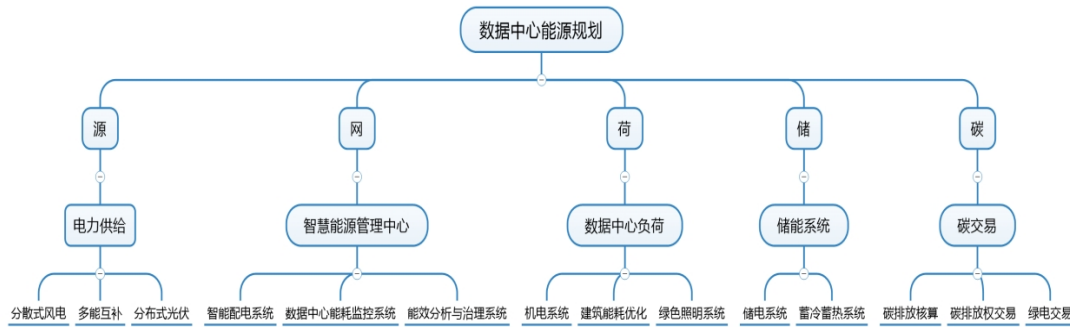 数据中心能源规划
源
网
荷
储
碳
电力供给
智慧能源管理中心
数据中心负荷
储能系统
碳交易
分散式风电
多能互补
分布式光伏
智能配电系统
数据中心能耗监控系统
能效分析与治理系统
机电系统
建筑能耗优化
绿色照明系统
储电系统
蓄冷蓄热系统
碳排放核算
碳排放权交易
绿电交易